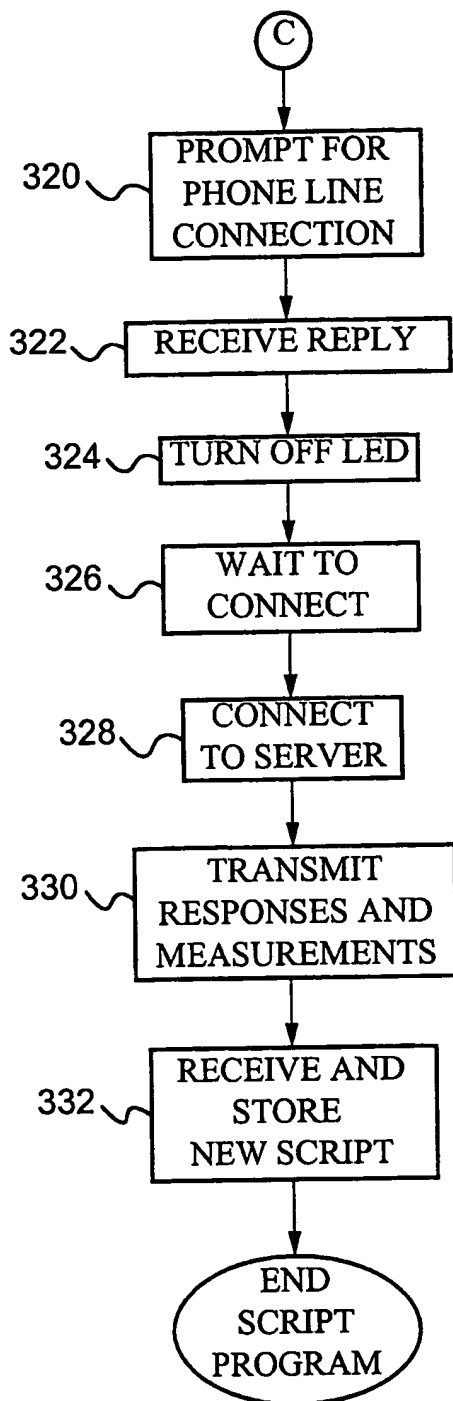 C
320
PROMPT FOR
PHONE LINE
CONNECTION
322
RECEIVE REPLY
324
TURN OFF LED
326
WAIT TO
CONNECT
328
CONNECT
TO SERVER
330
TRANSMIT
RESPONSES AND
MEASUREMENTS
332
RECEIVE AND
STORE
NEW SCRIPT
END
SCRIPT
PROGRAM